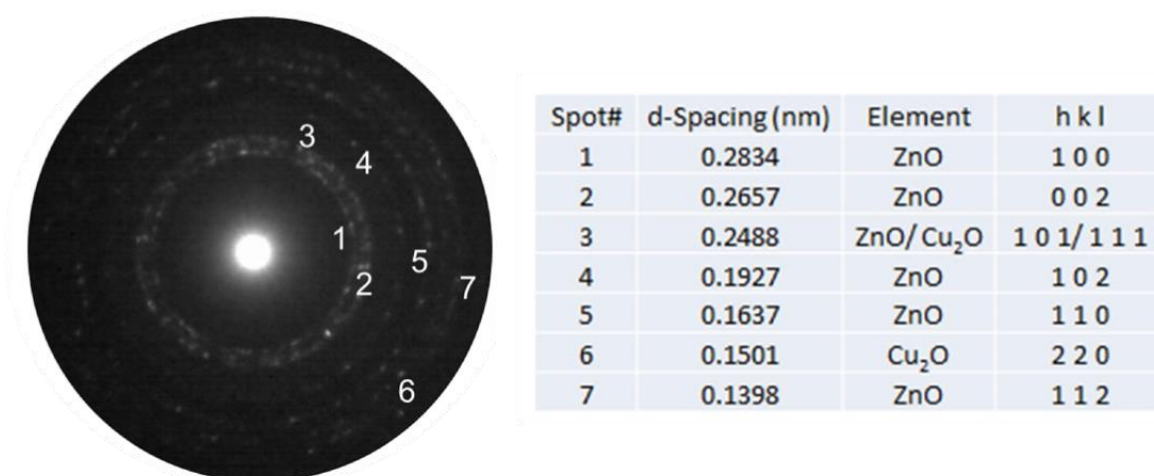 3
4
1
5
2
7
6
Spot# d-Spacing (nm) Element h k l
1 0.2834 ZnO 1 0 0
2 0.2657 ZnO 0 0 2
3 0.2488 ZnO/ Cu₂O 1 0 1/ 1 1 1
4 0.1927 ZnO 1 0 2
5 0.1637 ZnO 1 1 0
6 0.1501 Cu₂O 2 2 0
7 0.1398 ZnO 1 1 2